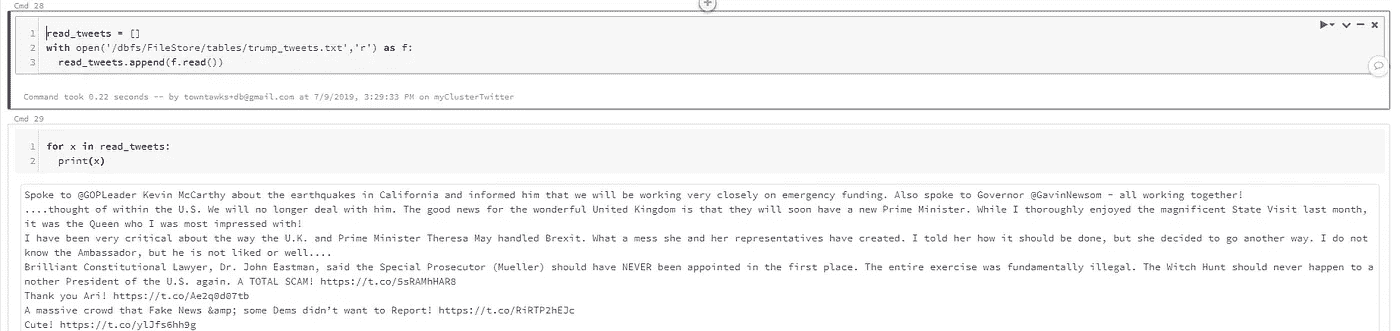 Cmd 28
1 read_tweets = []
2 with open('/dbfs/FileStore/tables/trump_tweets.txt','r') as f:
3 read_tweets.append(f.read())
Command took 0.22 seconds -- by towntawks+db@gmail.com at 7/9/2019, 3:29:33 PM on myClusterTwitter
Cmd 29
1 for x in read_tweets:
2 print(x)
Spoke to @GOPLeader Kevin McCarthy about the earthquakes in California and informed him that we will be working very closely on emergency funding. Also spoke to Governor @GavinNewsom - all working together!
....thought of within the U.S. We will no longer deal with him. The good news for the wonderful United Kingdom is that they will soon have a new Prime Minister. While I thoroughly enjoyed the magnificent State Visit last month,
it was the Queen who I was most impressed with!
I have been very critical about the way the U.K. and Prime Minister Theresa May handled Brexit. What a mess she and her representatives have created. I told her how it should be done, but she decided to go another way. I do not
know the Ambassador, but he is not liked or well....
Brilliant Constitutional Lawyer, Dr. John Eastman, said the Special Prosecutor (Mueller) should have NEVER been appointed in the first place. The entire exercise was fundamentally illegal. The Witch Hunt should never happen to a
nother President of the U.S. again. A TOTAL SCAM! https://t.co/5sRAMhHAR8
Thank you Ari! https://t.co/Ae2q0d07tb
A massive crowd that Fake News &amp; some Dems didn't want to Report! https://t.co/RiRTP2hEJc
Cute! https://t.co/ylJfs6hh9g